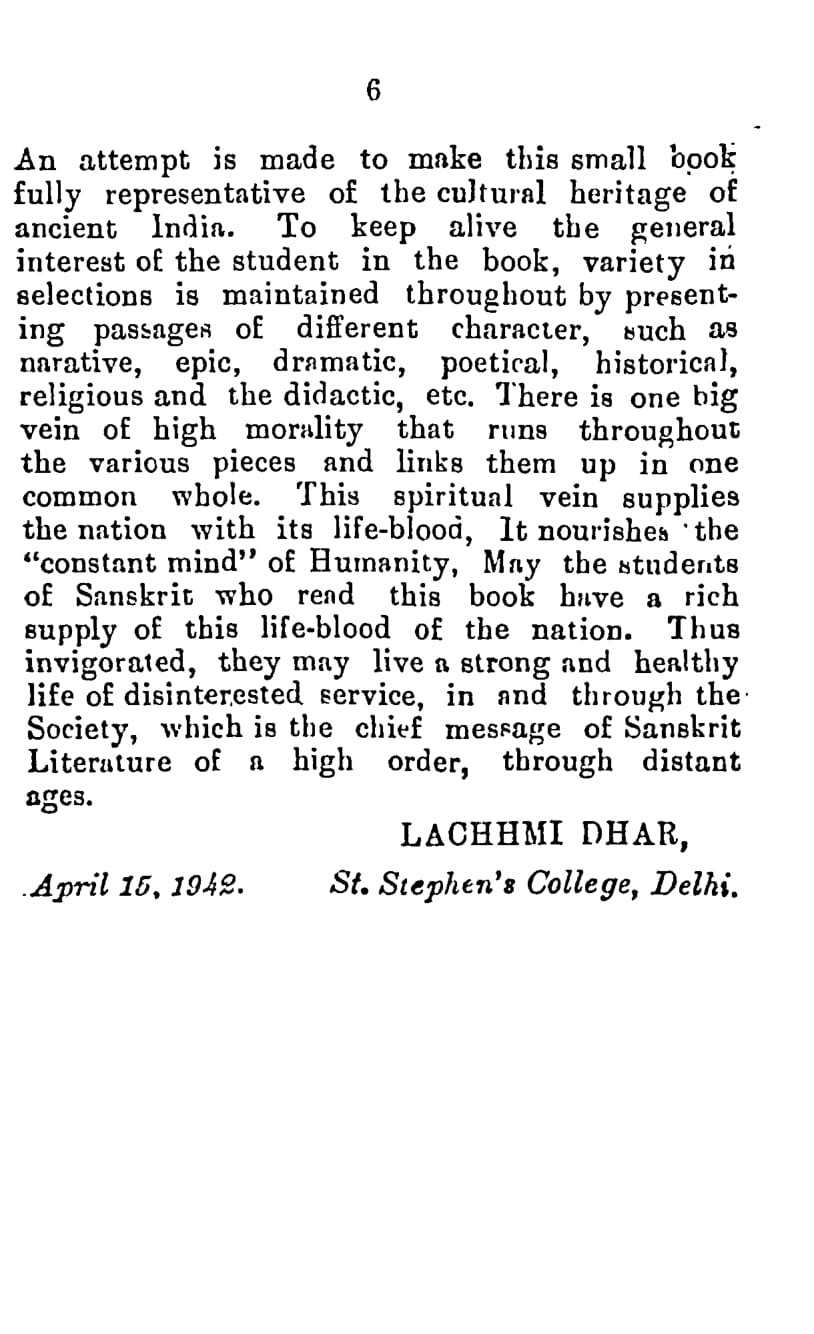 6
An attempt is made to make this small book
fully representative of the cultural heritage of
ancient India. To keep alive the general
interest of the student in the book, variety in
selections is maintained throughout by present-
ing passages of different character, such as
narative, epic, dramatic, poetical, historical,
religious and the didactic, etc. There is one big
vein of high morality that runs throughout
the various pieces and links them up in one
common whole. This spiritual vein supplies
the nation with its life-blood, It nourishes the
“constant mind” of Humanity, May the students
of Sanskrit who read this book have a rich
supply of this life-blood of the nation. Thus
invigorated, they may live a strong and healthy
life of disinterested service, in and through the
Society, which is the chief message of Sanskrit
Literature of a high order, through distant
ages.
LACHHMI DHAR,
April 15, 1942. St. Stephen's College, Delhi.